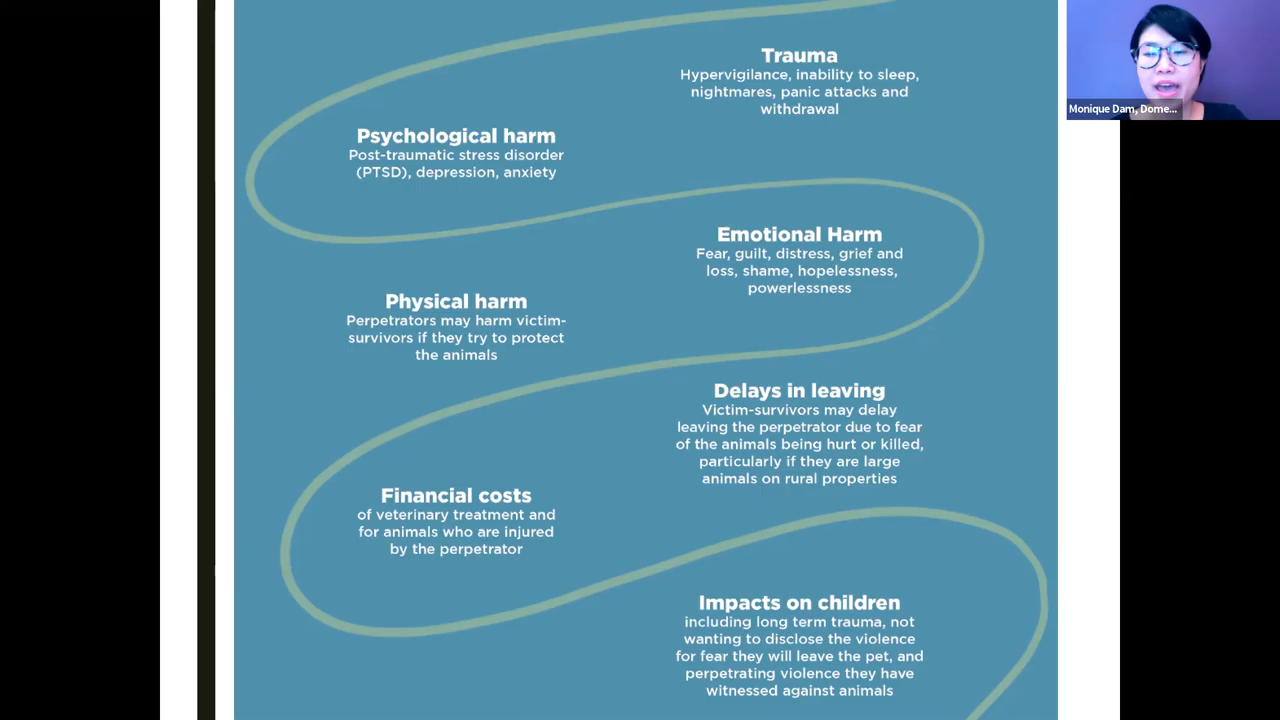 Trauma
Hypervigilance, inability to sleep,
nightmares, panic attacks and
withdrawal
Psychological harm
Post-traumatic stress disorder
(PTSD), depression, anxiety
Emotional Harm
Fear, guilt, distress, grief and
loss, shame, hopelessness,
powerlessness
Physical harm
Perpetrators may harm victim-
survivors if they try to protect
the animals
Delays in leaving
Victim-survivors may delay
leaving the perpetrator due to fear
of the animals being hurt or killed,
particularly if they are large
animals on rural properties
Financial costs
of veterinary treatment and
for animals who are injured
by the perpetrator
Impacts on children
including long term trauma, not
wanting to disclose the violence
for fear they will leave the pet, and
perpetrating violence they have
witnessed against animals
Monique Dam, Dome...